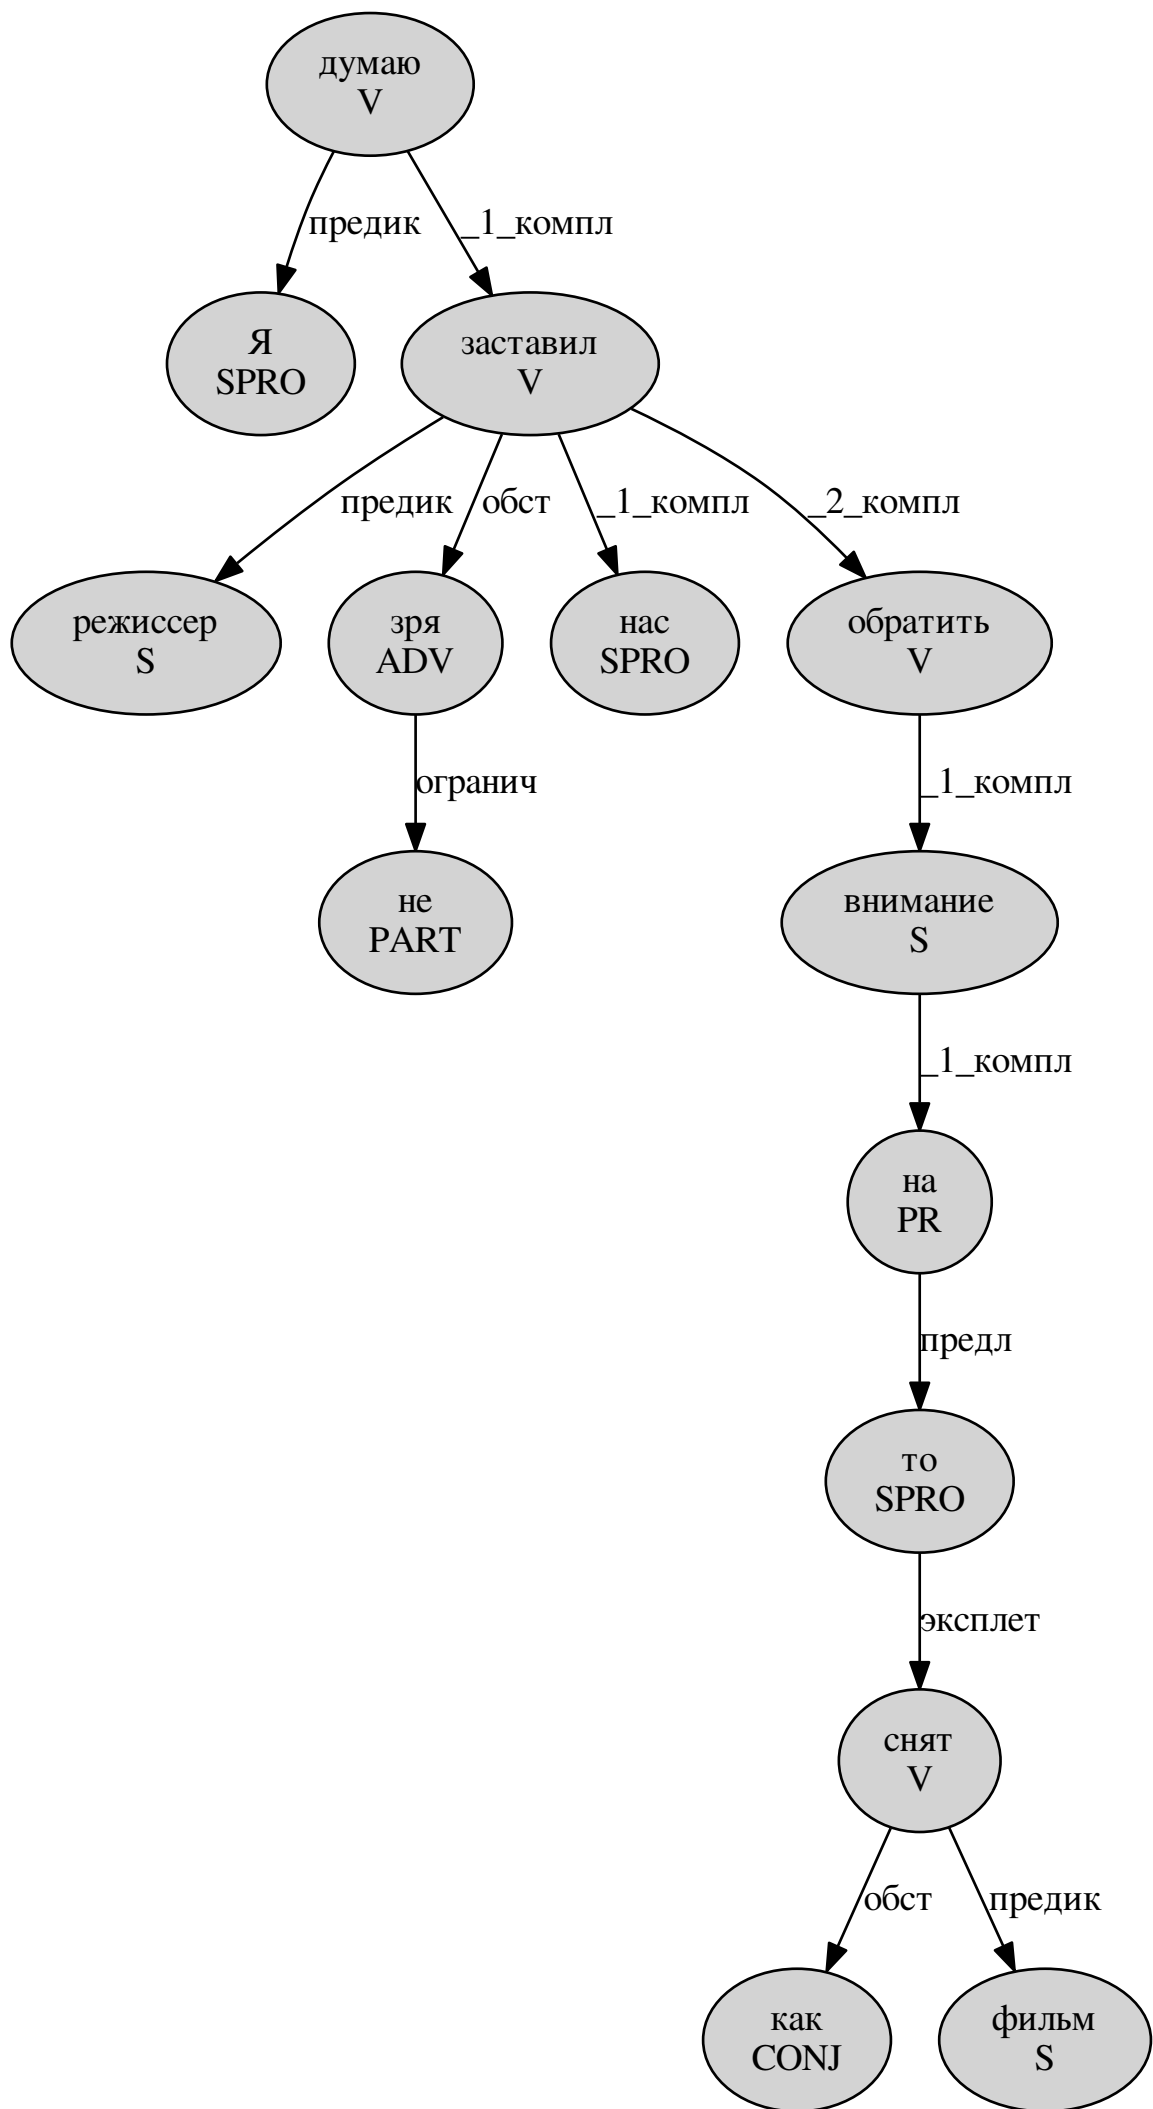 думаю
V
предик
_1_компл
Я
SPRO
заставил
V
предик
обст
_1_компл
_2_компл
режиссер
S
зря
ADV
нас
SPRO
обратить
V
огранич
_1_компл
не
PART
внимание
S
_1_компл
на
PR
предл
то
SPRO
эксплет
снят
V
обст
предик
как
CONJ
фильм
S